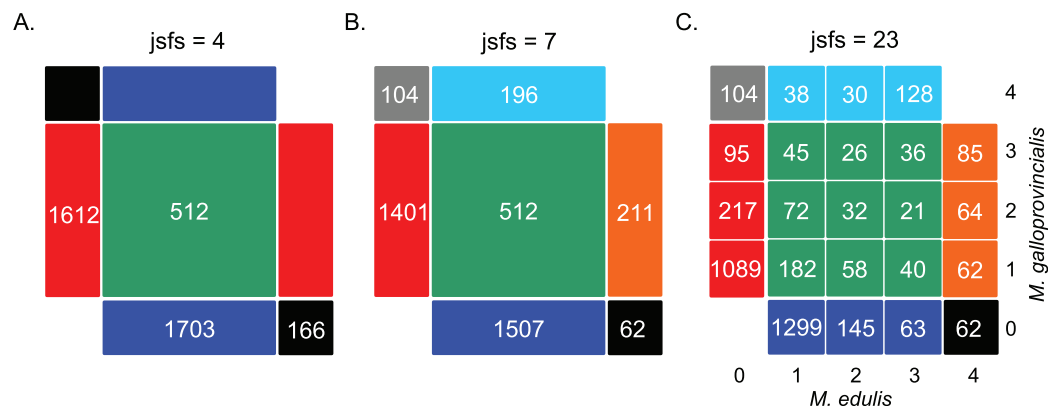 A.
jsfs = 4
1612
512
1703
166
B.
jsfs = 7
104
196
1401
512
211
1507
62
C.
jsfs = 23
104 38 30 128 4
95 45 26 36 85 3
217 72 32 21 64 2
1089 182 58 40 62 1
1299 145 63 62 0
0 1 2 3 4
M. edulis
M. galloprovincialis